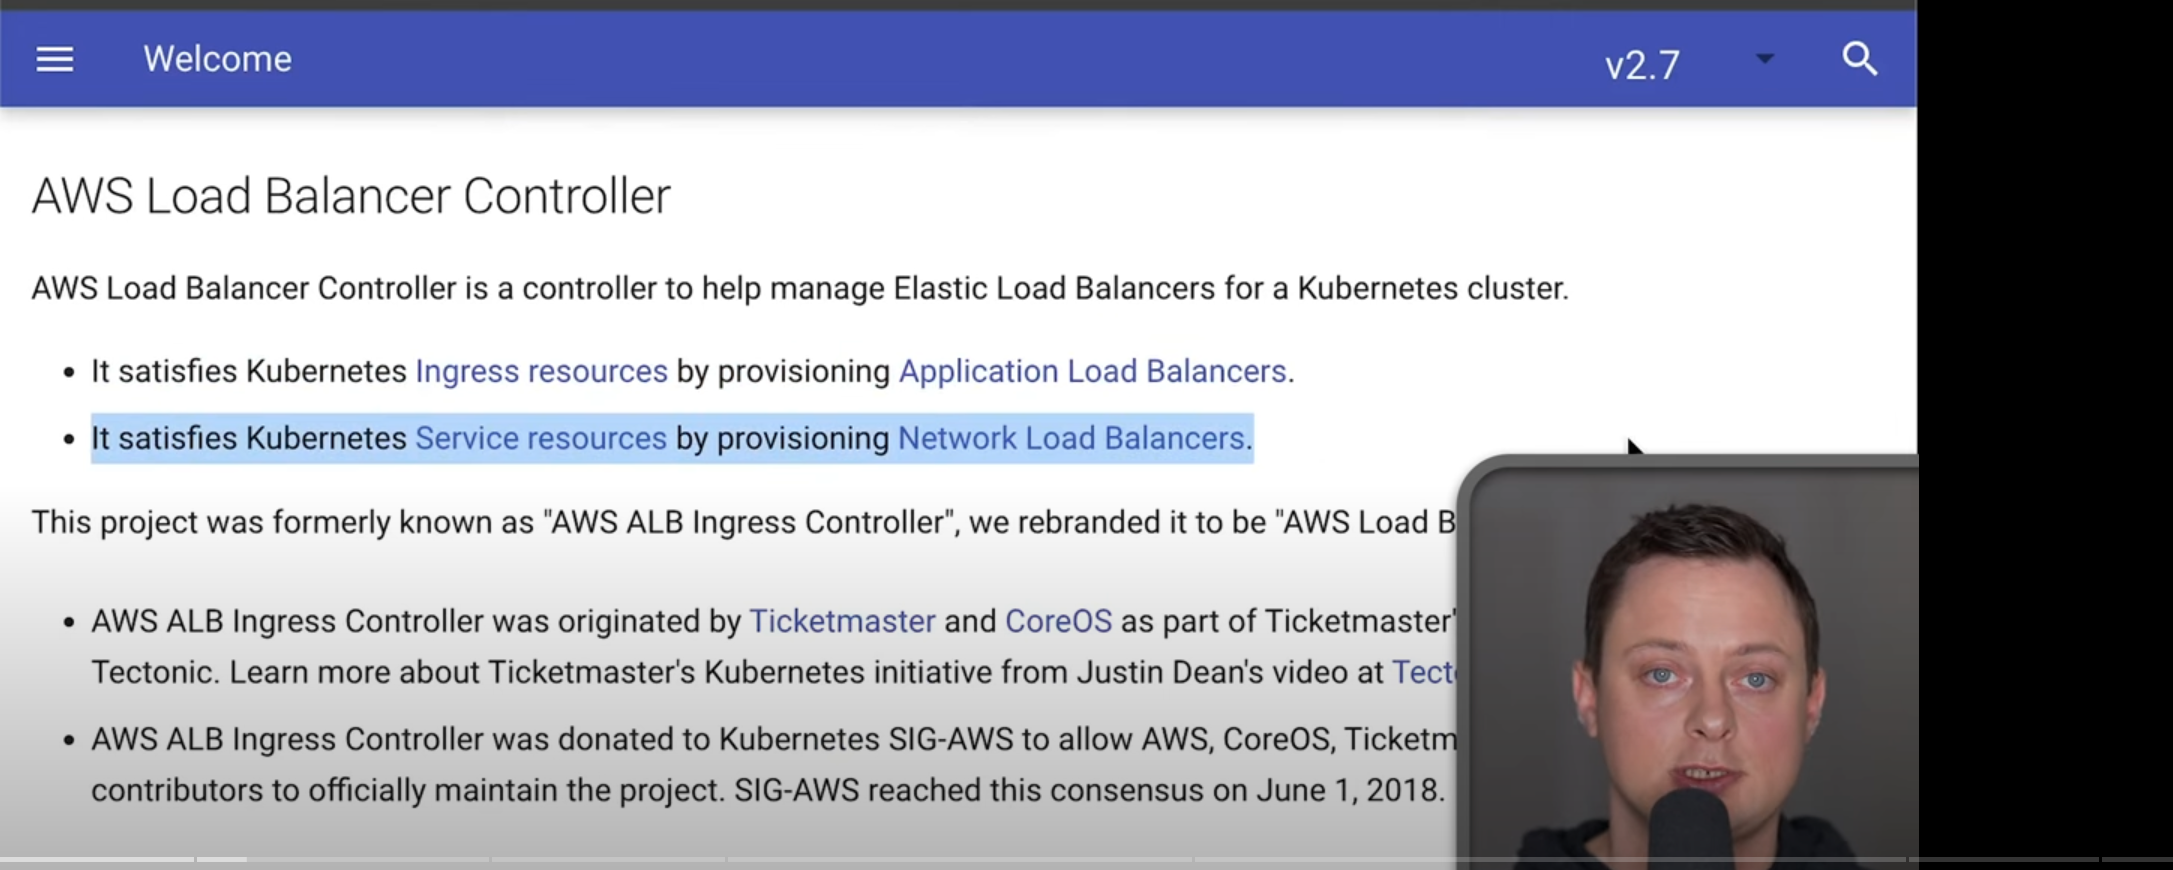 Welcome
v2.7
AWS Load Balancer Controller
AWS Load Balancer Controller is a controller to help manage Elastic Load Balancers for a Kubernetes cluster.
It satisfies Kubernetes Ingress resources by provisioning Application Load Balancers.
It satisfies Kubernetes Service resources by provisioning Network Load Balancers.
This project was formerly known as "AWS ALB Ingress Controller", we rebranded it to be "AWS Load B
AWS ALB Ingress Controller was originated by Ticketmaster and CoreOS as part of Ticketmaster'
Tectonic. Learn more about Ticketmaster's Kubernetes initiative from Justin Dean's video at Tect
AWS ALB Ingress Controller was donated to Kubernetes SIG-AWS to allow AWS, CoreOS, Ticketm
contributors to officially maintain the project. SIG-AWS reached this consensus on June 1, 2018.